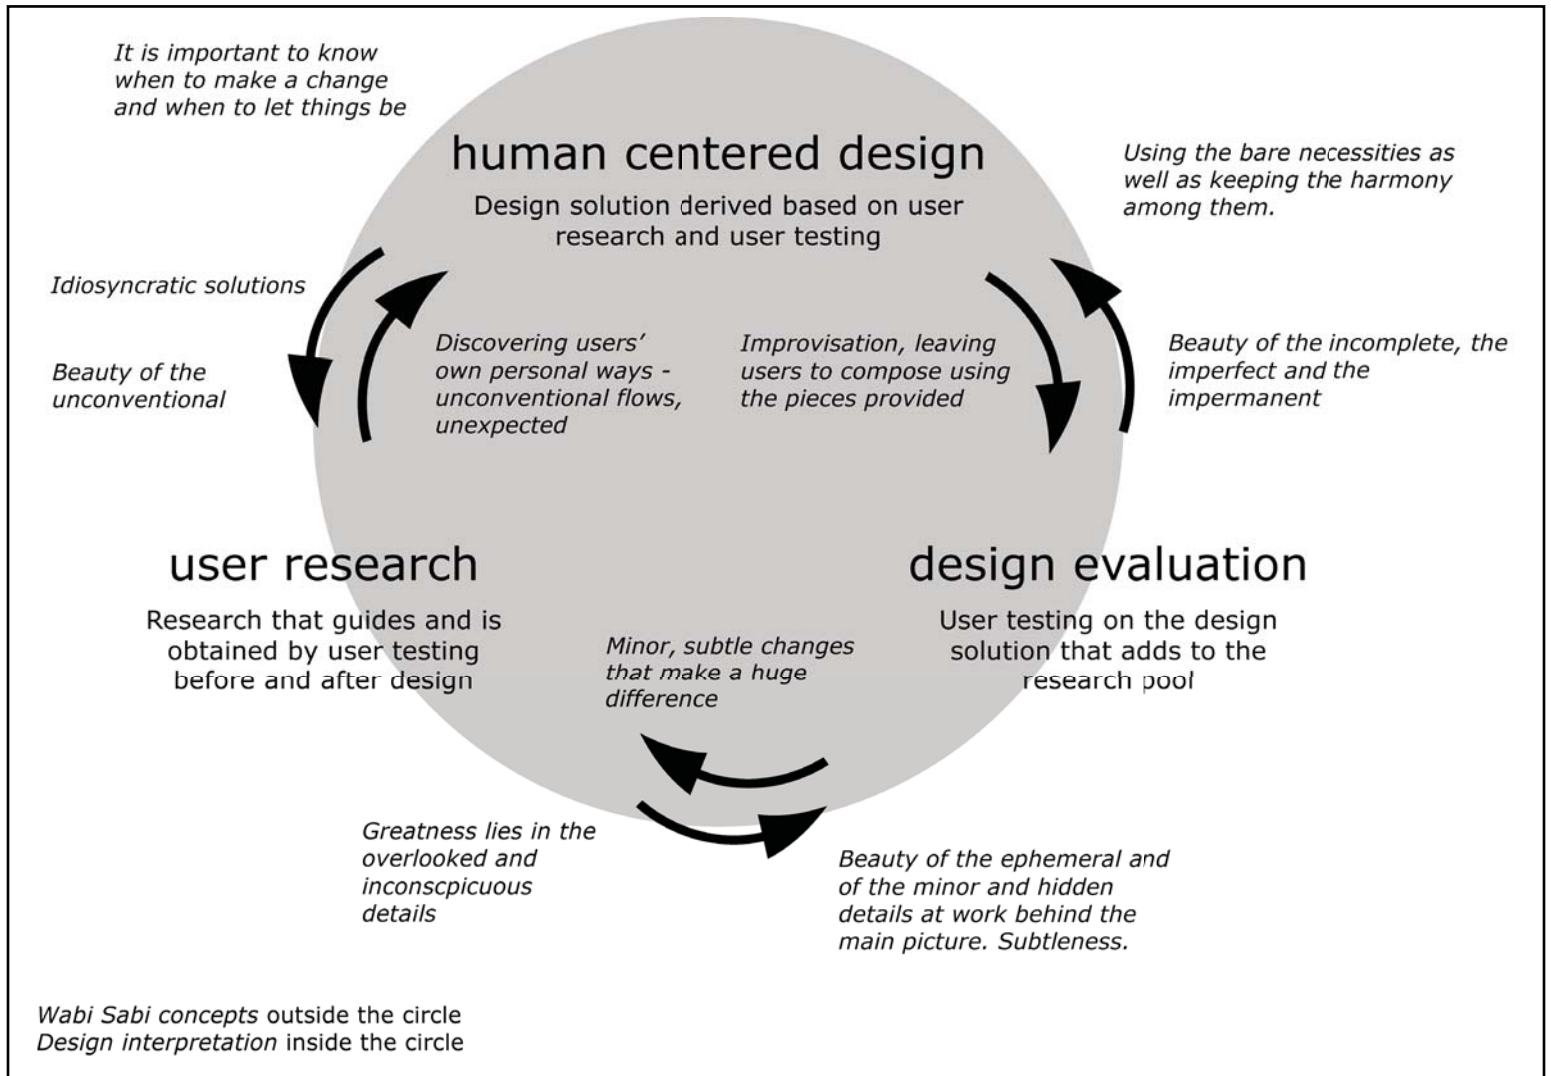 It is important to know
when to make a change
and when to let things be
human centered design
Design solution derived based on user
research and user testing
Using the bare necessities as
well as keeping the harmony
among them.
Idiosyncratic solutions
Beauty of the
unconventional
Discovering users’
own personal ways -
unconventional flows,
unexpected
Improvisation, leaving
users to compose using
the pieces provided
Beauty of the incomplete, the
imperfect and the
impermanent
user research
Research that guides and is
obtained by user testing
before and after design
design evaluation
User testing on the design
solution that adds to the
research pool
Minor, subtle changes
that make a huge
difference
Greatness lies in the
overlooked and
inconscpicuous
details
Beauty of the ephemeral and
of the minor and hidden
details at work behind the
main picture. Subtleness.
Wabi Sabi concepts outside the circle
Design interpretation inside the circle